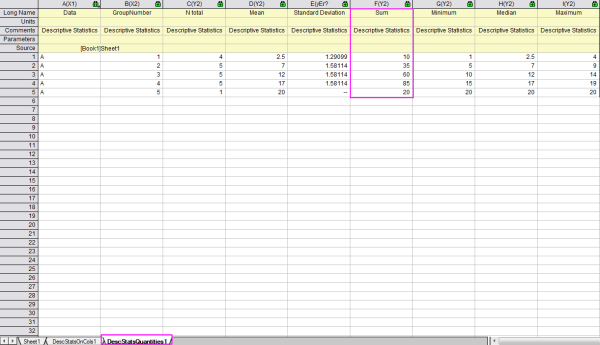 A(X1) B(X2) C(Y2) D(Y2) E(yEr?) F(Y2) G(Y2) H(Y2) I(Y2)
Long Name Data GroupNumber N total Mean Standard Deviation Sum Minimum Median Maximum
Units
Comments Descriptive Statistics Descriptive Statistics Descriptive Statistics Descriptive Statistics Descriptive Statistics Descriptive Statistics Descriptive Statistics Descriptive Statistics Descriptive Statistics
Parameters
Source [Book1]Sheet1
1 A 1 4 2.5 1.29099 10 1 2.5 4
2 A 2 5 7 1.58114 35 5 7 9
3 A 3 5 12 1.58114 60 10 12 14
4 A 4 5 17 1.58114 85 15 17 19
5 A 5 1 20 -- 20 20 20 20
6
7
8
9
10
11
12
13
14
15
16
17
18
19
20
21
22
23
24
25
26
27
28
29
30
31
32
Sheet1 DescStatsOnCols1 DescStatsQuantities1